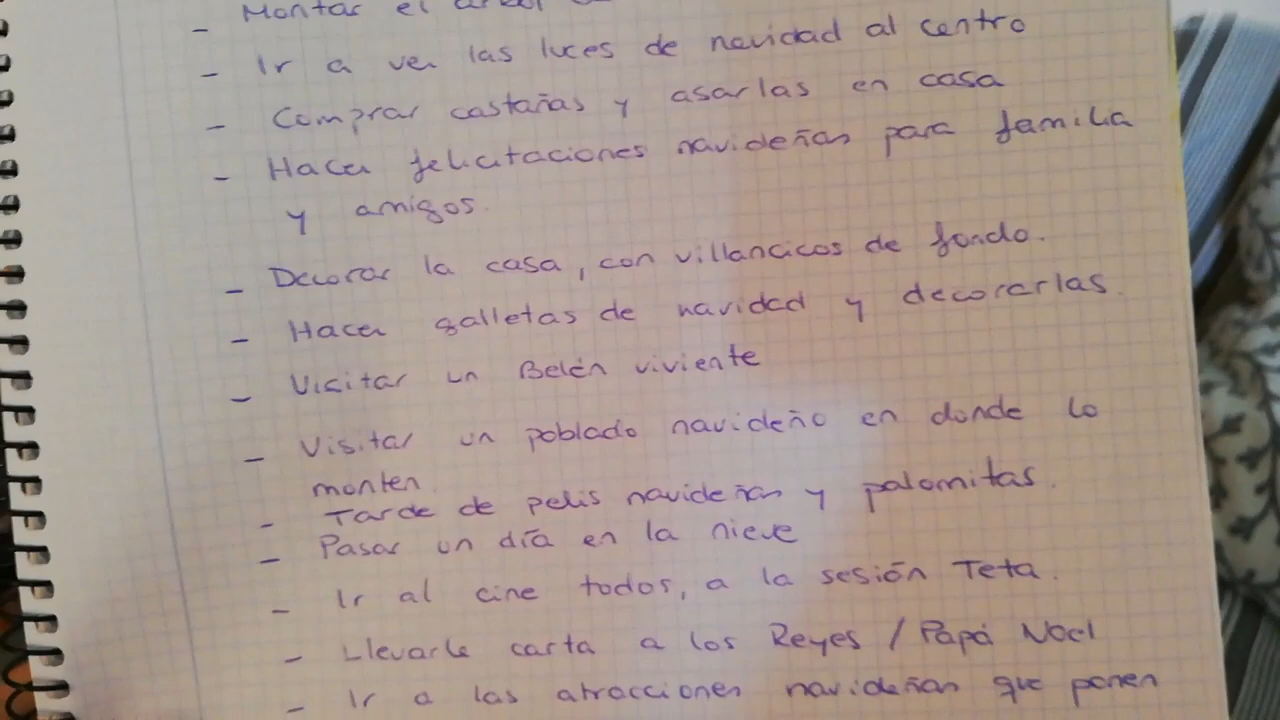 - Montar el árbol
- Ir a ver las luces de navidad al centro
- Comprar castañas y asarlas en casa
- Hacer felicitaciones navideñas para familia
y amigos.
- Decorar la casa, con villancicos de fondo.
- Hacer galletas de navidad y decorarlas.
- Visitar un Belén viviente
- Visitar un poblado navideño en donde lo
monten.
- Tarde de pelis navideñas y palomitas.
- Pasar un día en la nieve
- Ir al cine todos, a la sesión Teta.
- Llevarle carta a los Reyes / Papá Noel
- Ir a las atracciones navideñas que ponen